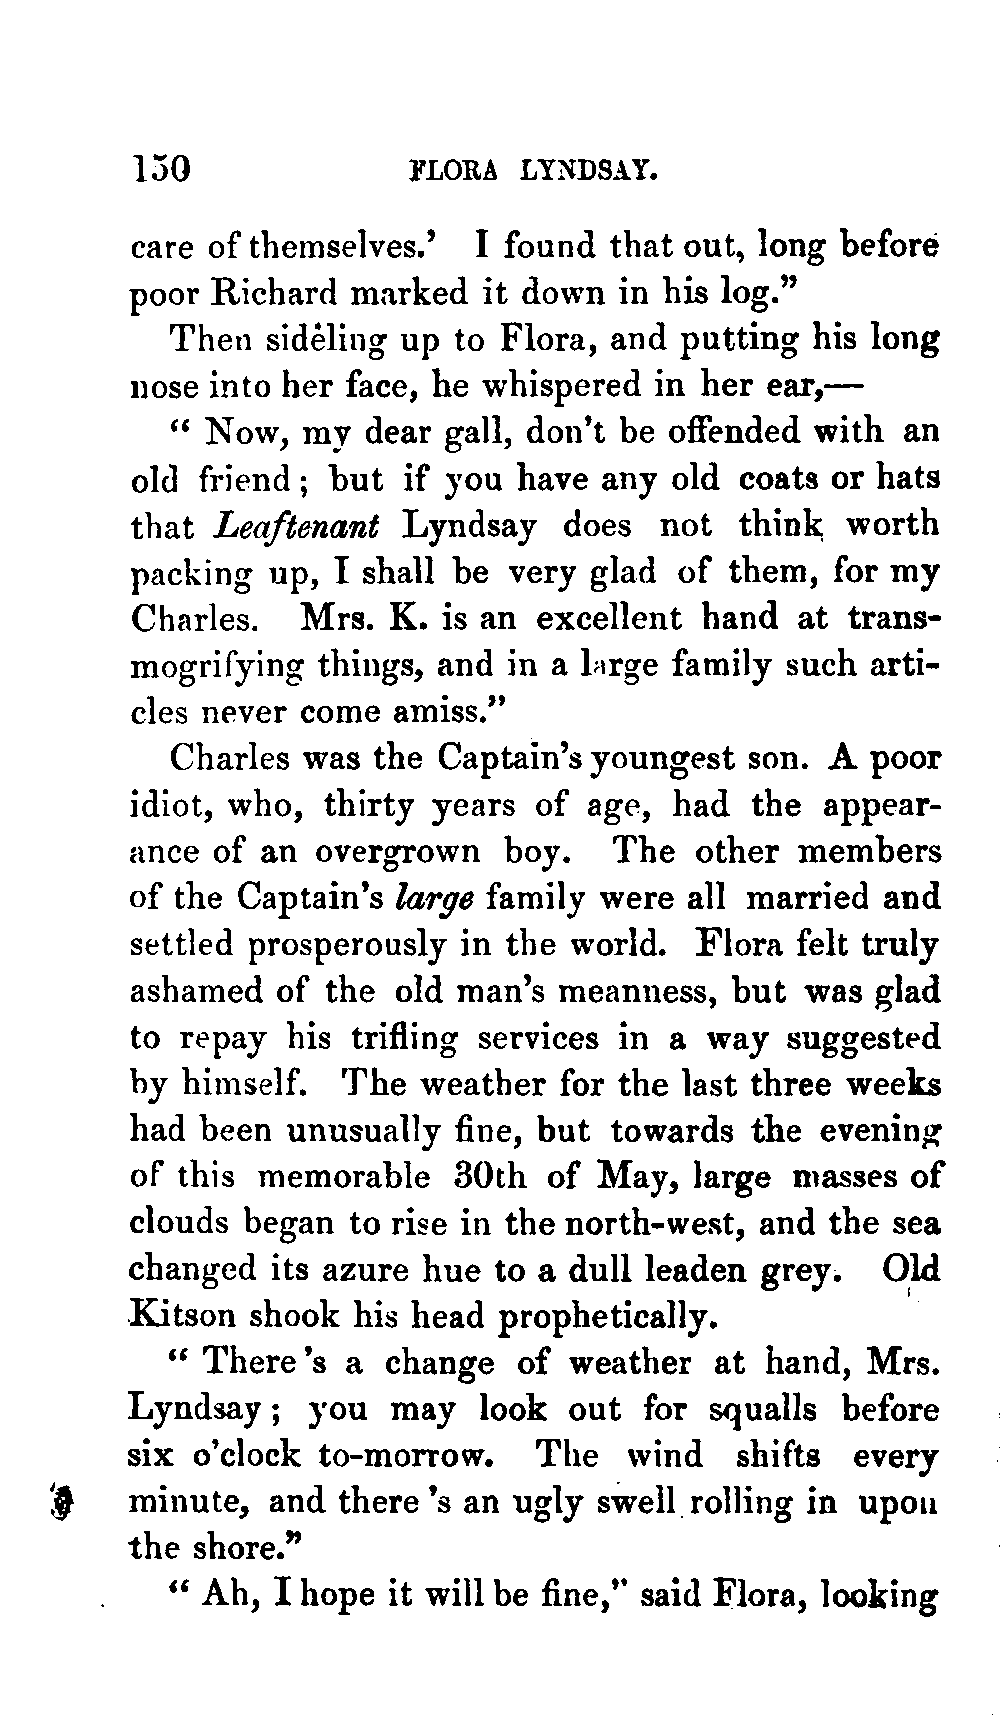 150 FLORA LYNDSAY.
care of themselves.’ I found that out, long before
poor Richard marked it down in his log.”
Then sideling up to Flora, and putting his long
nose into her face, he whispered in her ear,—
“ Now, my dear gall, don’t be offended with an
old friend ; but if you have any old coats or hats
that Leaftenant Lyndsay does not think worth
packing up, I shall be very glad of them, for my
Charles. Mrs. K. is an excellent hand at trans-
mogrifying things, and in a large family such arti-
cles never come amiss.”
Charles was the Captain’s youngest son. A poor
idiot, who, thirty years of age, had the appear-
ance of an overgrown boy. The other members
of the Captain’s large family were all married and
settled prosperously in the world. Flora felt truly
ashamed of the old man’s meanness, but was glad
to repay his trifling services in a way suggested
by himself. The weather for the last three weeks
had been unusually fine, but towards the evening
of this memorable 30th of May, large masses of
clouds began to rise in the north-west, and the sea
changed its azure hue to a dull leaden grey. Old
Kitson shook his head prophetically.
“ There ’s a change of weather at hand, Mrs.
Lyndsay ; you may look out for squalls before
six o’clock to-morrow. The wind shifts every
minute, and there ’s an ugly swell rolling in upon
the shore.”
“ Ah, I hope it will be fine,” said Flora, looking